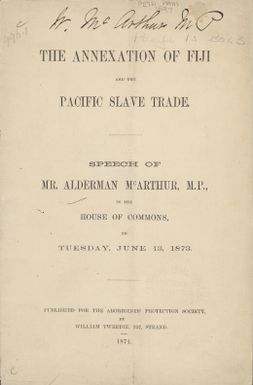 W. McArthur M P
THE ANNEXATION OF FIJI
AND THE
PACIFIC SLAVE TRADE.
SPEECH OF
MR. ALDERMAN McARTHUR, M.P.,
IN THE
HOUSE OF COMMONS,
ON
TUESDAY, JUNE 13, 1873.
PUBLISHED FOR THE ABORIGINES' PROTECTION SOCIETY,
BY
WILLIAM TWEEDIE, 337, STRAND.
1874.